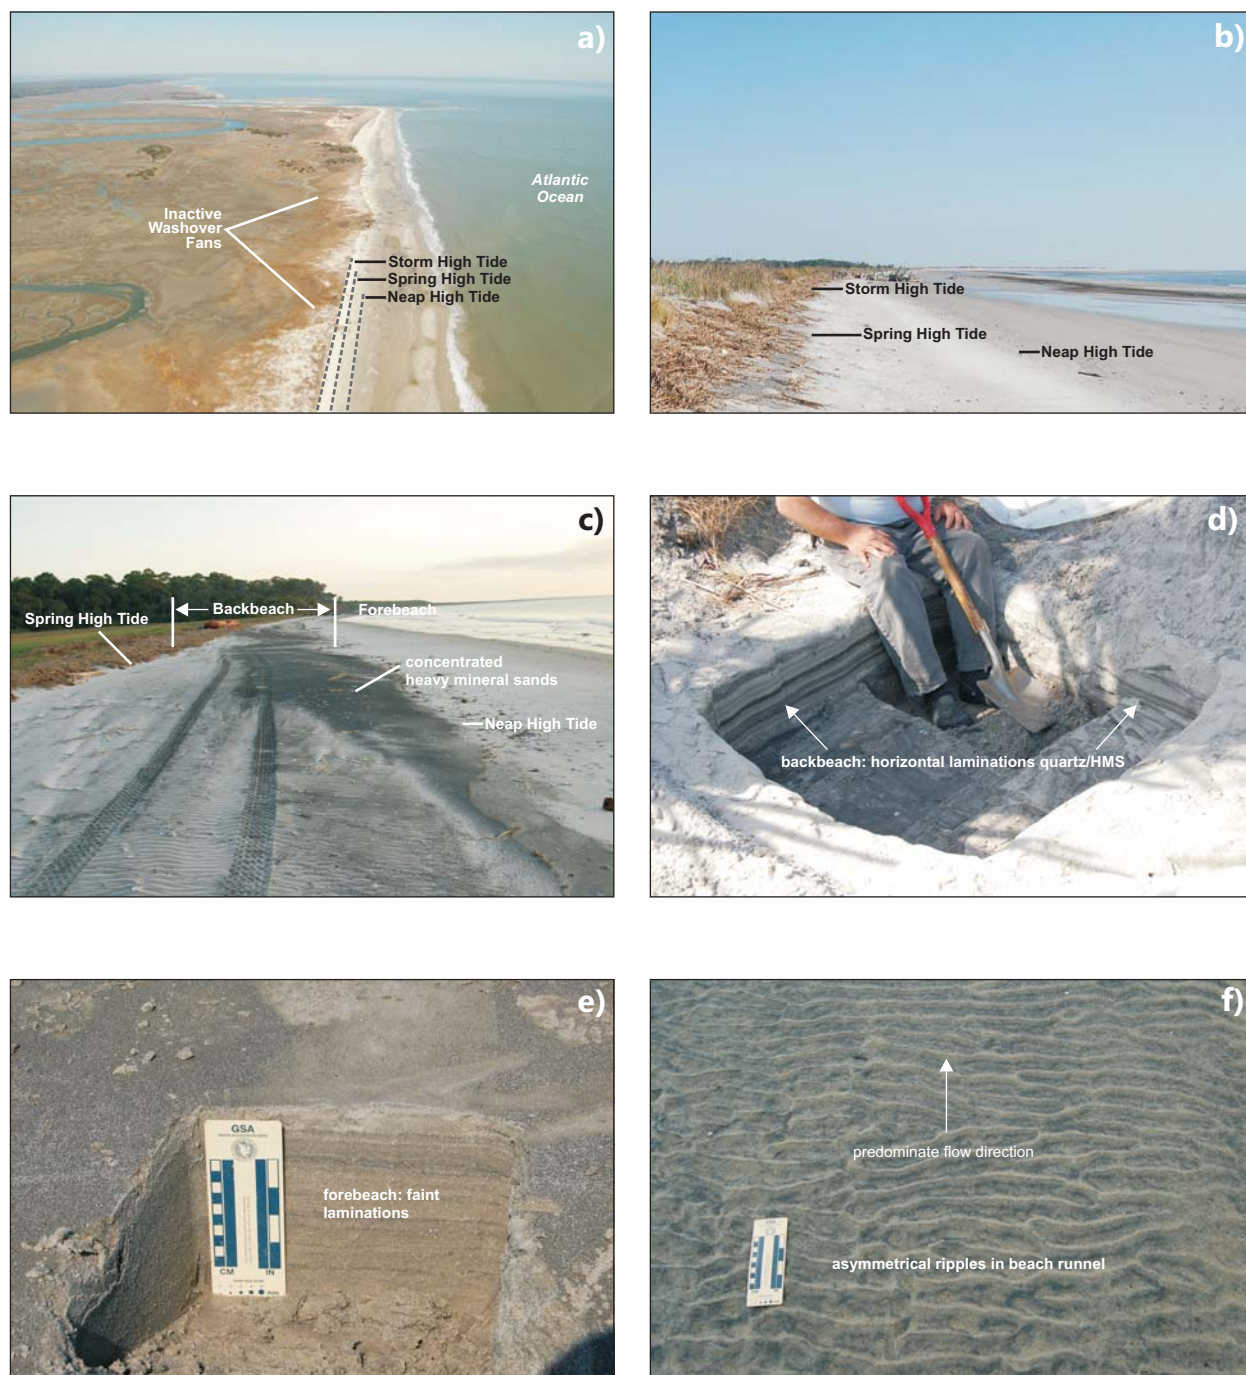 a)
Atlantic
Ocean
Inactive
Washover
Fans
Storm High Tide
Spring High Tide
Neap High Tide
b)
Storm High Tide
Spring High Tide
Neap High Tide
c)
Backbeach
Forebeach
Spring High Tide
concentrated
heavy mineral sands
Neap High Tide
d)
backbeach: horizontal laminations quartz/HMS
e)
GSA
forebeach: faint
laminations
CM
IN
f)
predominate flow direction
asymmetrical ripples in beach runnel